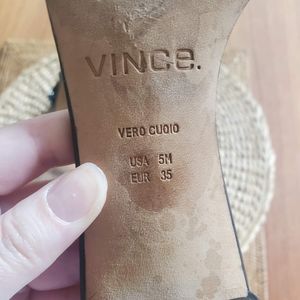 VINCE.
VERO CUOIO
USA 5M
EUR 35